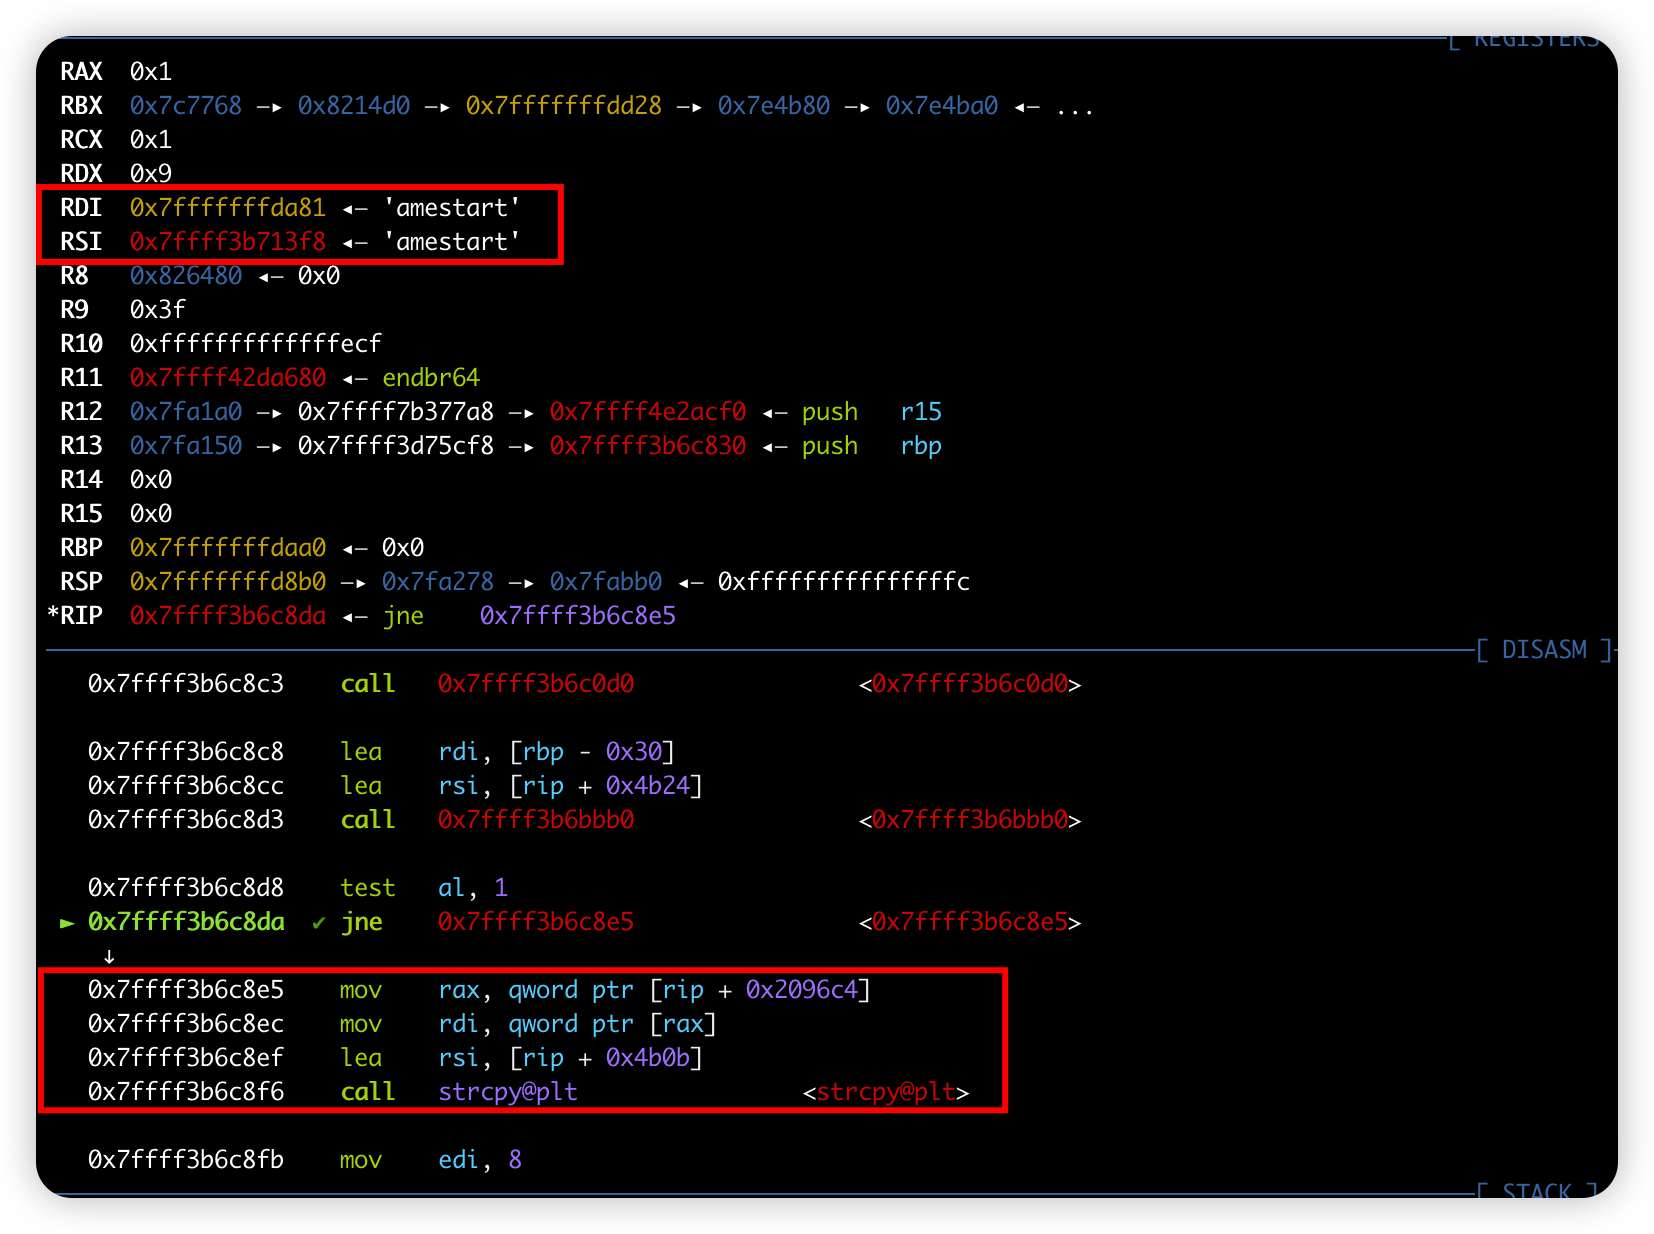 [ REGISTERS
RAX 0x1
RBX 0x7c7768 —▸ 0x8214d0 —▸ 0x7fffffffdd28 —▸ 0x7e4b80 —▸ 0x7e4ba0 ◂— ...
RCX 0x1
RDX 0x9
RDI 0x7fffffffda81 ◂— 'amestart'
RSI 0x7ffff3b713f8 ◂— 'amestart'
R8 0x826480 ◂— 0x0
R9 0x3f
R10 0xfffffffffffffecf
R11 0x7ffff42da680 ◂— endbr64
R12 0x7fa1a0 —▸ 0x7ffff7b377a8 —▸ 0x7ffff4e2acf0 ◂— push r15
R13 0x7fa150 —▸ 0x7ffff3d75cf8 —▸ 0x7ffff3b6c830 ◂— push rbp
R14 0x0
R15 0x0
RBP 0x7fffffffdaa0 ◂— 0x0
RSP 0x7fffffffd8b0 —▸ 0x7fa278 —▸ 0x7fabb0 ◂— 0xfffffffffffffffc
*RIP 0x7ffff3b6c8da ◂— jne 0x7ffff3b6c8e5
[ DISASM ]
0x7ffff3b6c8c3 call 0x7ffff3b6c0d0 <0x7ffff3b6c0d0>
0x7ffff3b6c8c8 lea rdi, [rbp - 0x30]
0x7ffff3b6c8cc lea rsi, [rip + 0x4b24]
0x7ffff3b6c8d3 call 0x7ffff3b6bbb0 <0x7ffff3b6bbb0>
0x7ffff3b6c8d8 test al, 1
► 0x7ffff3b6c8da ✔ jne 0x7ffff3b6c8e5 <0x7ffff3b6c8e5>
↓
0x7ffff3b6c8e5 mov rax, qword ptr [rip + 0x2096c4]
0x7ffff3b6c8ec mov rdi, qword ptr [rax]
0x7ffff3b6c8ef lea rsi, [rip + 0x4b0b]
0x7ffff3b6c8f6 call strcpy@plt <strcpy@plt>
0x7ffff3b6c8fb mov edi, 8
[ STACK ]